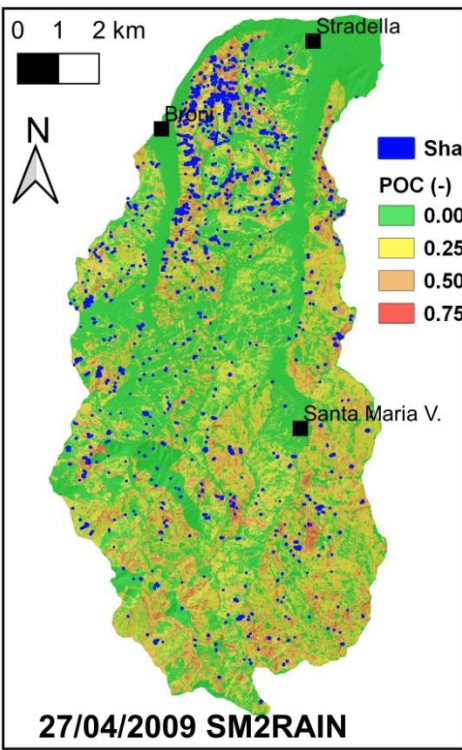 0 1 2 km
Stradella
Broni
N
Sha
POC (-)
0.00
0.25
0.50
0.75
Santa Maria V.
27/04/2009 SM2RAIN